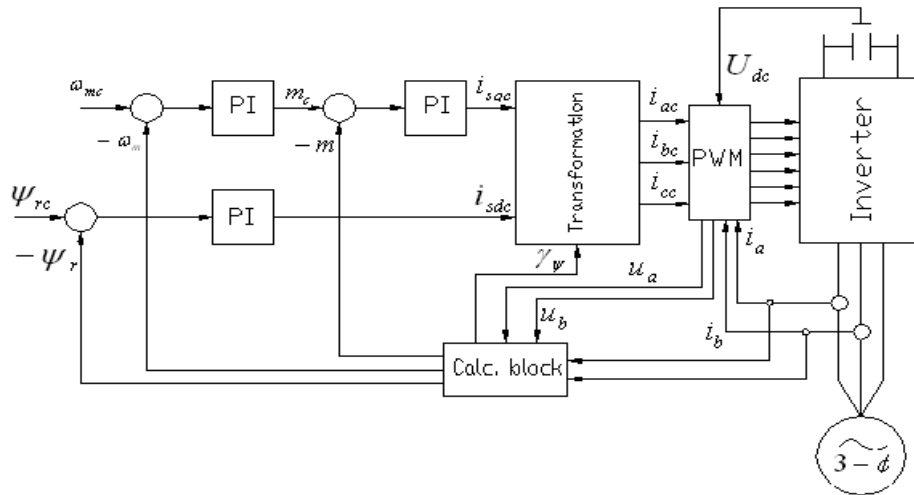 ω_mc
PI
m_c
PI
i_sqc
Transformation
i_ac
i_bc
i_cc
PWM
U_dc
Inverter
- ω_m
- m
ψ_rc
PI
i_sdc
- ψ_r
γ_ψ
u_a
u_b
i_a
i_b
Calc. block
3 - ϕ